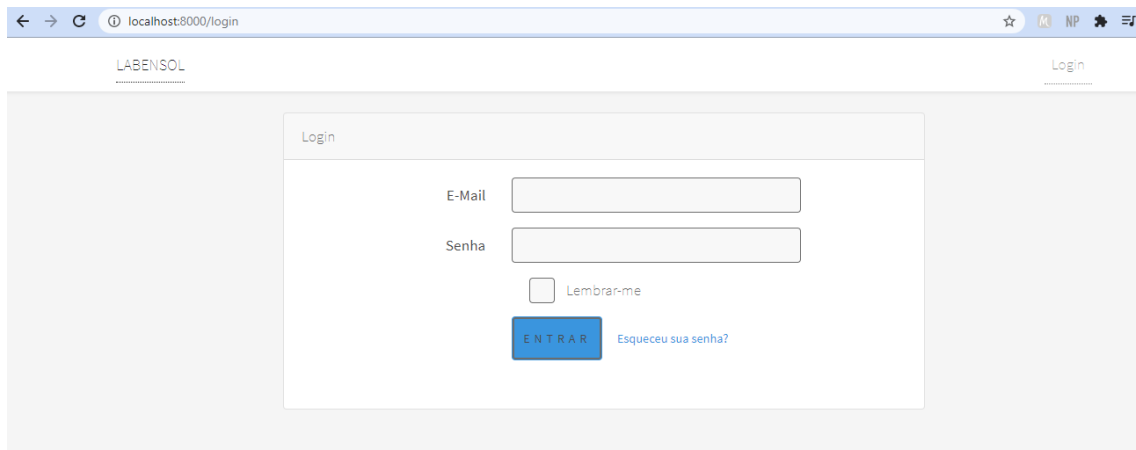 localhost:8000/login
NP
LABENSOL
Login
Login
E-Mail
Senha
Lembrar-me
ENTRAR
Esqueceu sua senha?